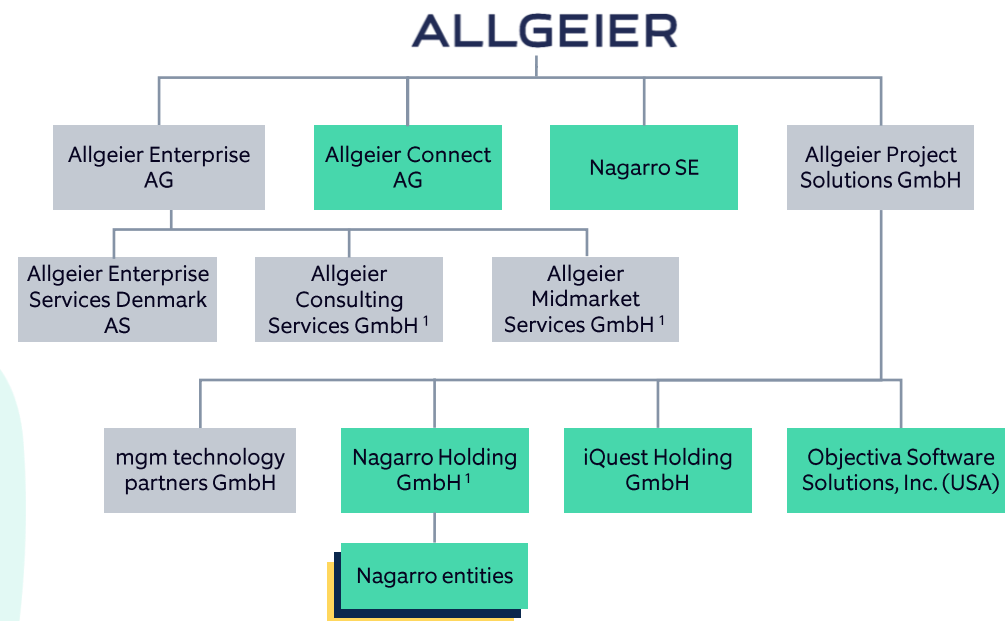 ALLGEIER
Allgeier Enterprise
AG
Allgeier Connect
AG
Nagarro SE
Allgeier Project
Solutions GmbH
Allgeier Enterprise
Services Denmark
AS
Allgeier
Consulting
Services GmbH ¹
Allgeier
Midmarket
Services GmbH ¹
mgm technology
partners GmbH
Nagarro Holding
GmbH ¹
iQuest Holding
GmbH
Objectiva Software
Solutions, Inc. (USA)
Nagarro entities